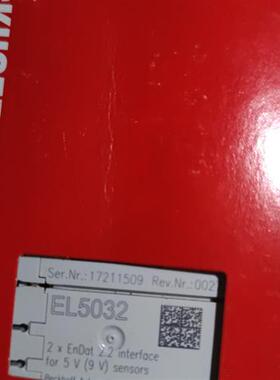 Ser.Nr.: 17211509 Rev.Nr.:002
EL5032
2 x EnDat 2.2 interface
for 5 V (9 V) sensors